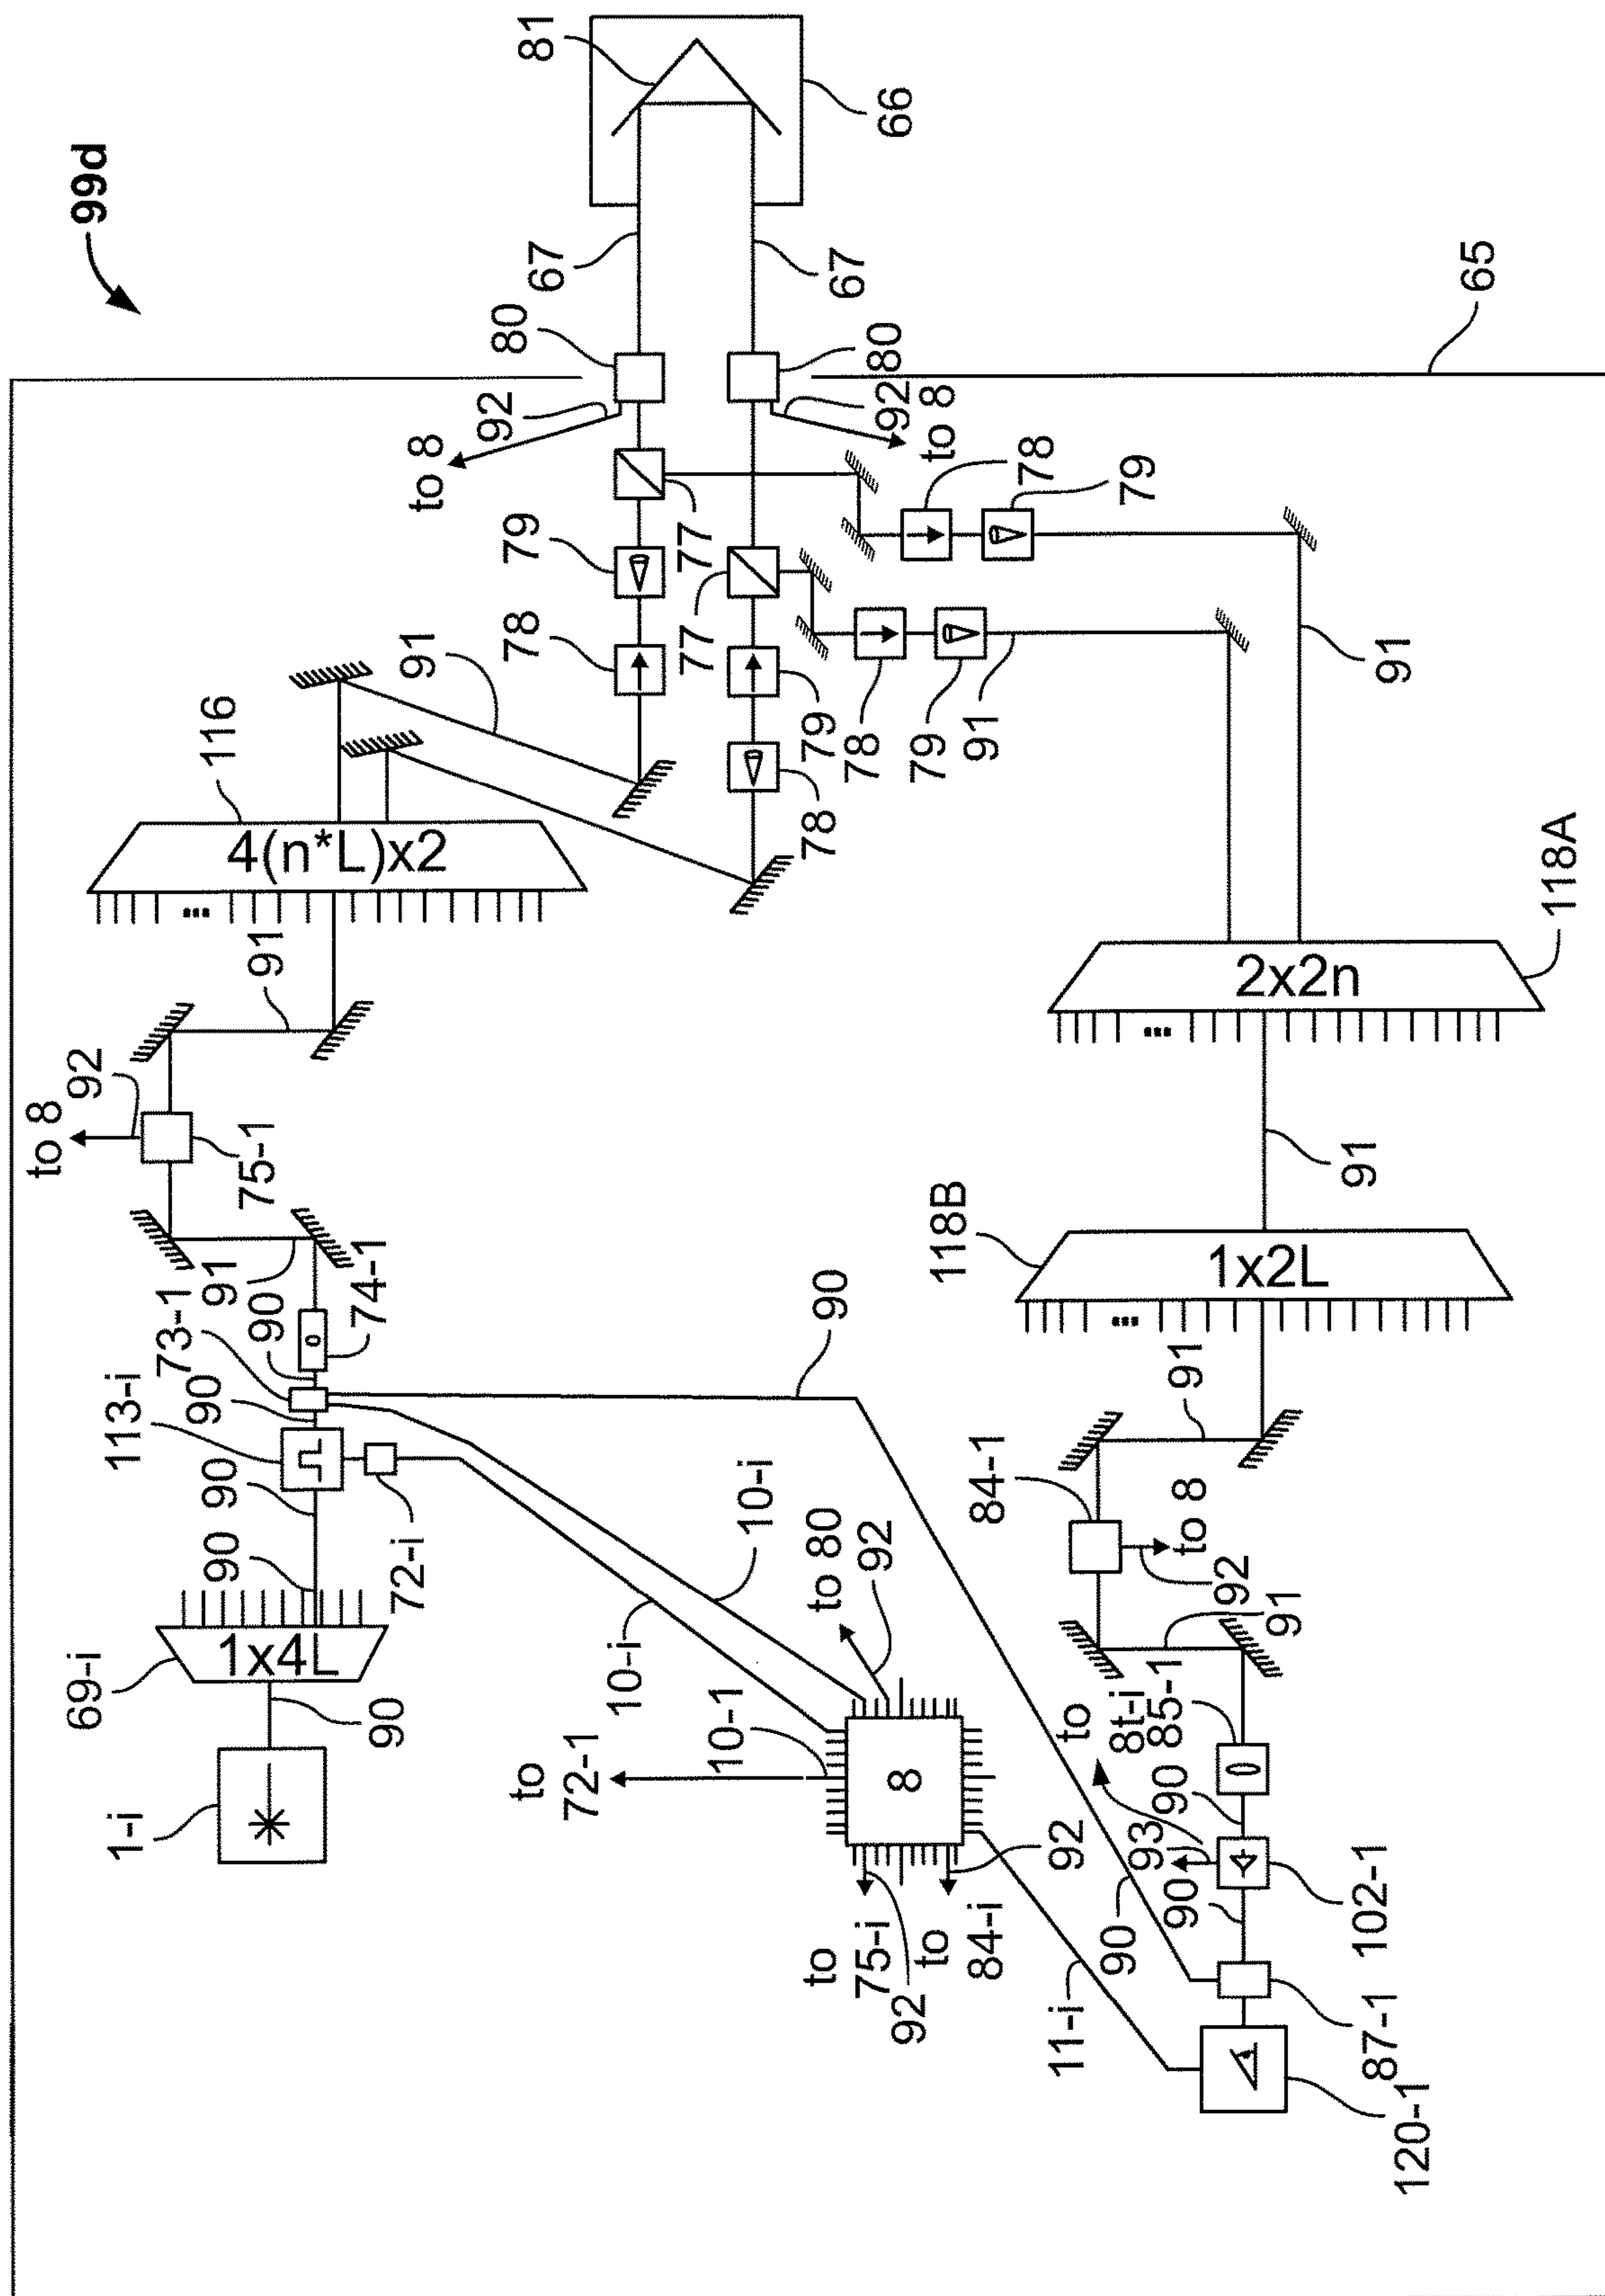 99d
81
66
67
67
65
80
80
92
to 8
92
to 8
77
77
79
78
78
79
91
116
4(n*L)x2
79
78
78
79
91
91
118A
2x2n
91
92
to 8
75-1
91
118B
1x2L
91
74-1
90
73-1
113-i
90
90
90
72-i
69-i
1x4L
90
1-i
90
10-i
10-i
to 80
92
10-1
to
72-1
8
to
75-i
92
to
84-i
92
91
84-1
to 8
92
91
to
8t-i
85-1
90
93
90
90
102-1
11-i
87-1
120-1